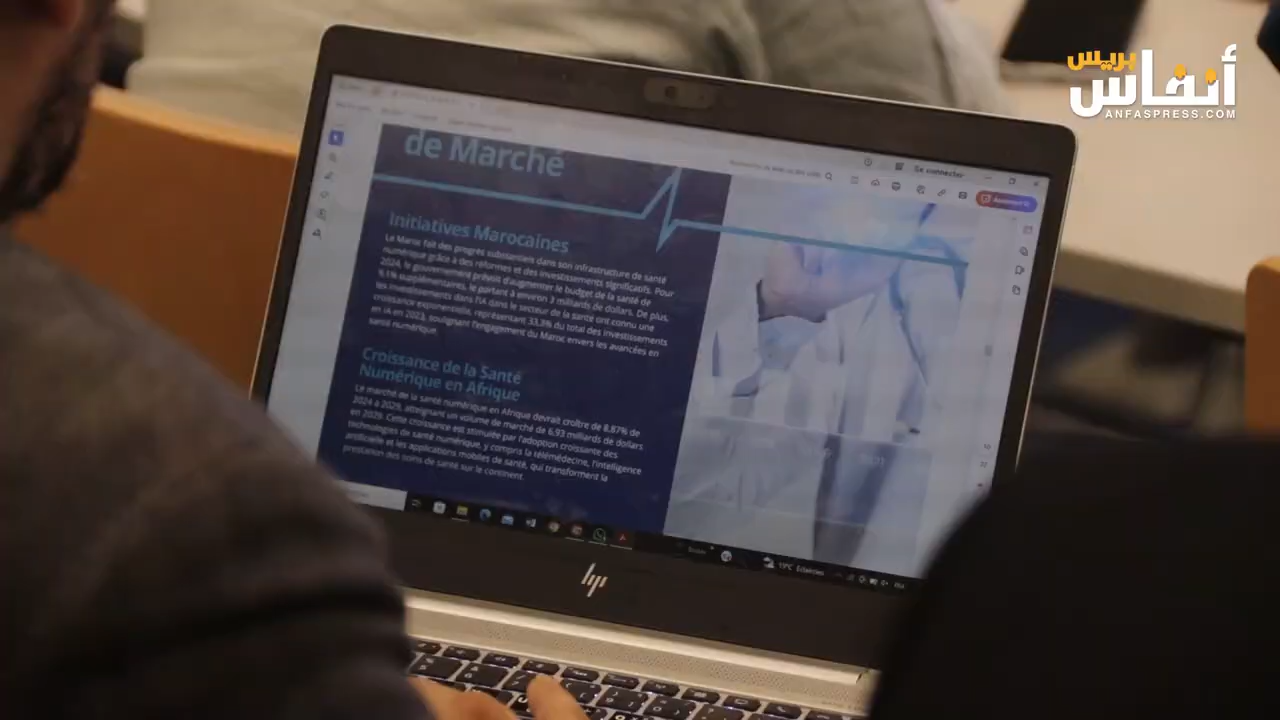 أنفاس بريس
ANFASPRESS.COM
Se connecter
de Marché
Initiatives Marocaines
Le Maroc fait des progrès substantiels dans son infrastructure de santé
numérique grâce à des réformes et des investissements significatifs. Pour
2024, le gouvernement prévoit d'augmenter le budget de la santé de
9,1% supplémentaires, le portant à environ 3 milliards de dollars. De plus,
les investissements dans l'IA dans le secteur de la santé ont connu une
croissance exponentielle, représentant 33,3% du total des investissements
en IA en 2023, soulignant l'engagement du Maroc envers les avancées en
santé numérique.
Croissance de la Santé
Numérique en Afrique
Le marché de la santé numérique en Afrique devrait croître de 8,87% de
2024 à 2029, atteignant un volume de marché de 6,93 milliards de dollars
en 2029. Cette croissance est stimulée par l'adoption croissante des
technologies de santé numérique, y compris la télémédecine, l'intelligence
artificielle et les applications mobiles de santé, qui transforment la
prestation des soins de santé sur le continent.
hp